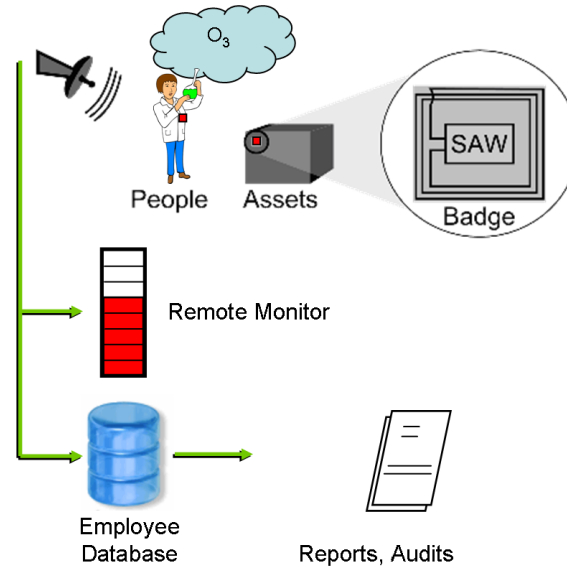 O3
People
Assets
SAW
Badge
Remote Monitor
Employee
Database
Reports, Audits